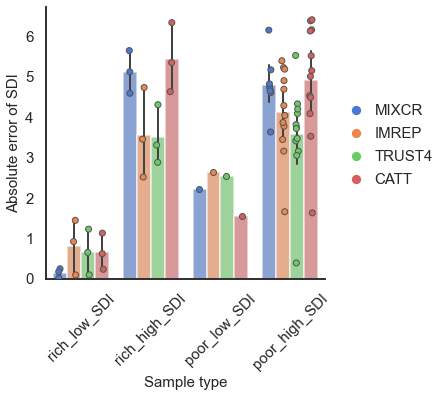 Absolute error of SDI
6
5
4
3
2
1
0
rich_low_SDI
rich_high_SDI
poor_low_SDI
poor_high_SDI
Sample type
MIXCR
IMREP
TRUST4
CATT